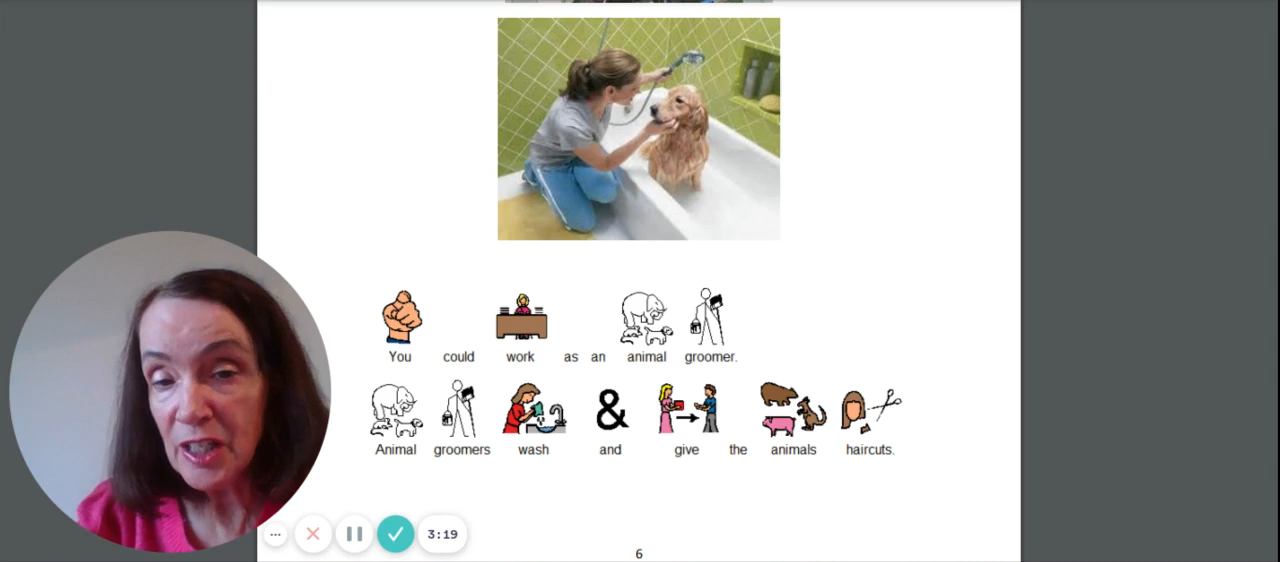 You could work as an animal groomer.
&
Animal groomers wash and give the animals haircuts.
3:19
6